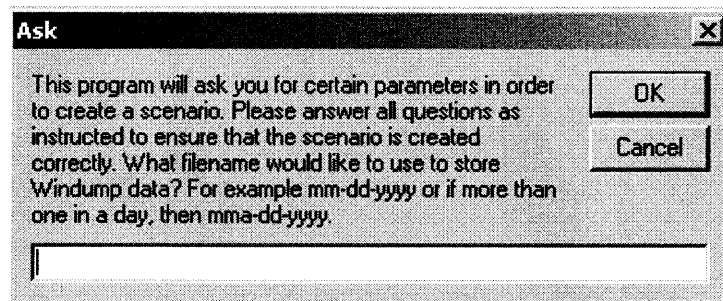 Ask
This program will ask you for certain parameters in order
to create a scenario. Please answer all questions as
instructed to ensure that the scenario is created
correctly. What filename would like to use to store
Windump data? For example mm-dd-yyyy or if more than
one in a day, then mma-dd-yyyy.
OK
Cancel